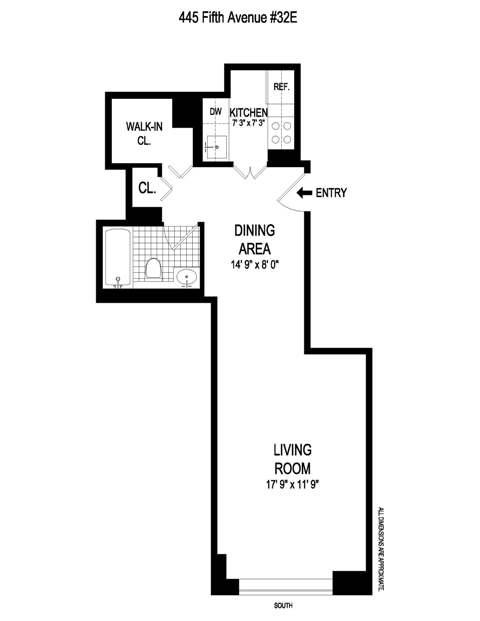 445 Fifth Avenue #32E
REF.
DW
KITCHEN
7' 3" x 7' 3"
WALK-IN
CL.
CL.
ENTRY
DINING
AREA
14' 9" x 8' 0"
LIVING
ROOM
17' 9" x 11' 9"
ALL DIMENSIONS ARE APPROXIMATE.
SOUTH